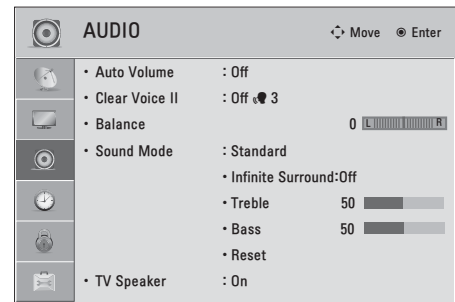 AUDIO Move Enter
• Auto Volume : Off
• Clear Voice II : Off 3
• Balance 0 L R
• Sound Mode : Standard
• Infinite Surround:Off
• Treble 50
• Bass 50
• Reset
• TV Speaker : On